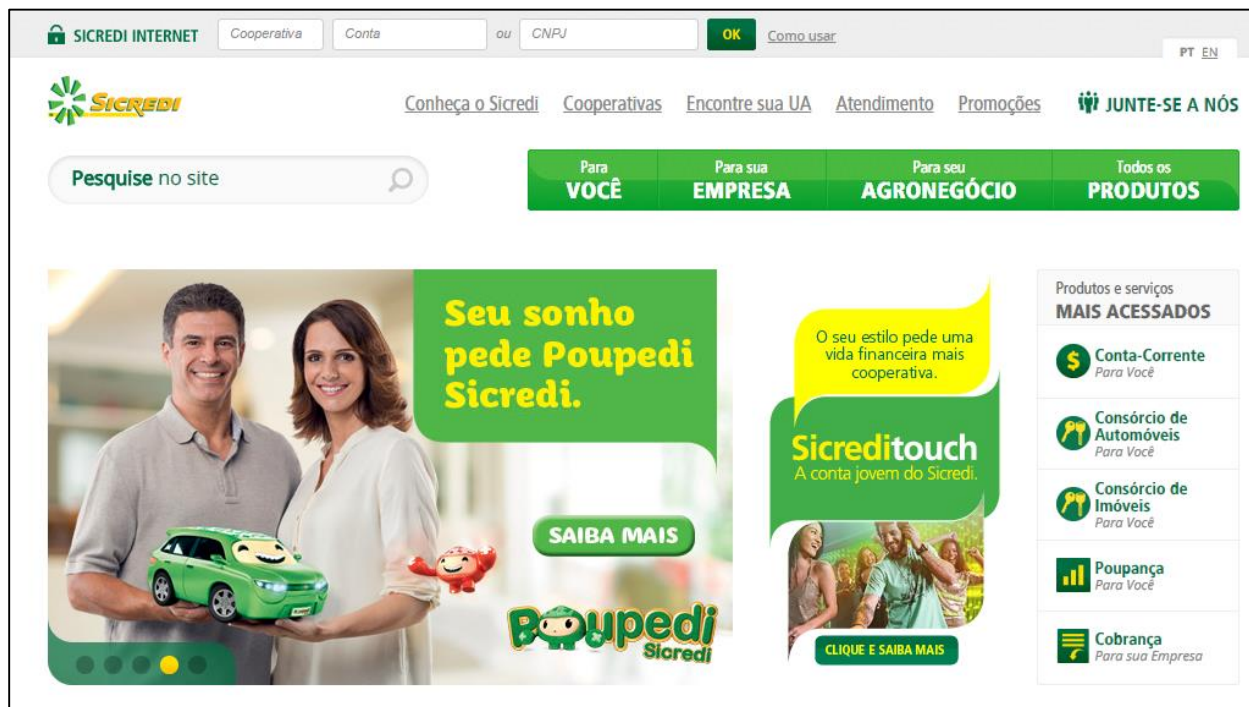 SICREDI INTERNET Cooperativa Conta ou CNPJ OK Como usar
PT EN
SICREDI
Conheça o Sicredi Cooperativas Encontre sua UA Atendimento Promoções JUNTE-SE A NÓS
Pesquise no site
Para VOCÊ
Para sua EMPRESA
Para seu AGRONEGÓCIO
Todos os PRODUTOS
Seu sonho
pede Poupedi
Sicredi.
SAIBA MAIS
Poupedi
Sicredi
O seu estilo pede uma
vida financeira mais
cooperativa.
Sicreditouch
A conta jovem do Sicredi.
CLIQUE E SAIBA MAIS
Produtos e serviços
MAIS ACESSADOS
Conta-Corrente
Para Você
Consórcio de
Automóveis
Para Você
Consórcio de
Imóveis
Para Você
Poupança
Para Você
Cobrança
Para sua Empresa